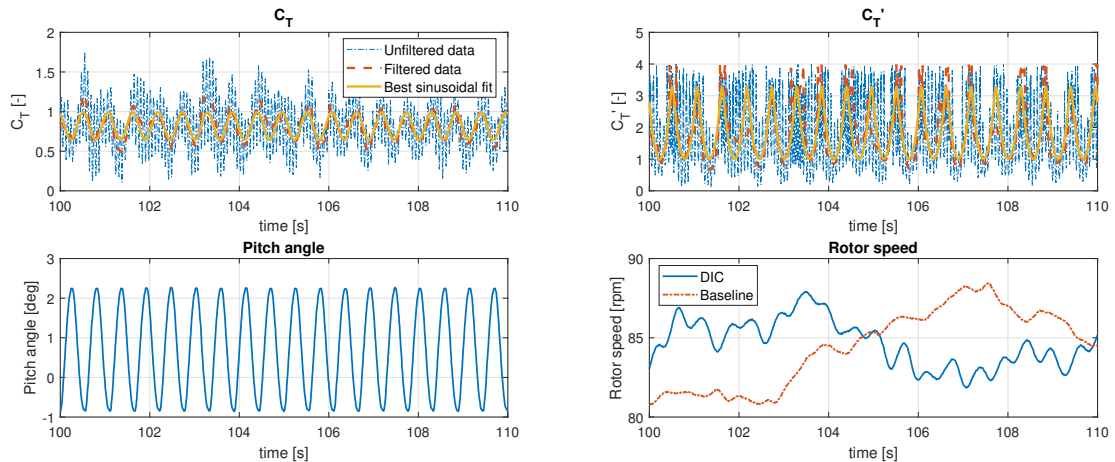 C_T
C_T [-]
2
1.5
1
0.5
0
Unfiltered data
Filtered data
Best sinusoidal fit
100 102 104 106 108 110
time [s]
C_T'
C_T' [-]
5
4
3
2
1
0
100 102 104 106 108 110
time [s]
Pitch angle
Pitch angle [deg]
3
2
1
0
-1
100 102 104 106 108 110
time [s]
Rotor speed
Rotor speed [rpm]
90
85
80
DIC
Baseline
100 102 104 106 108 110
time [s]